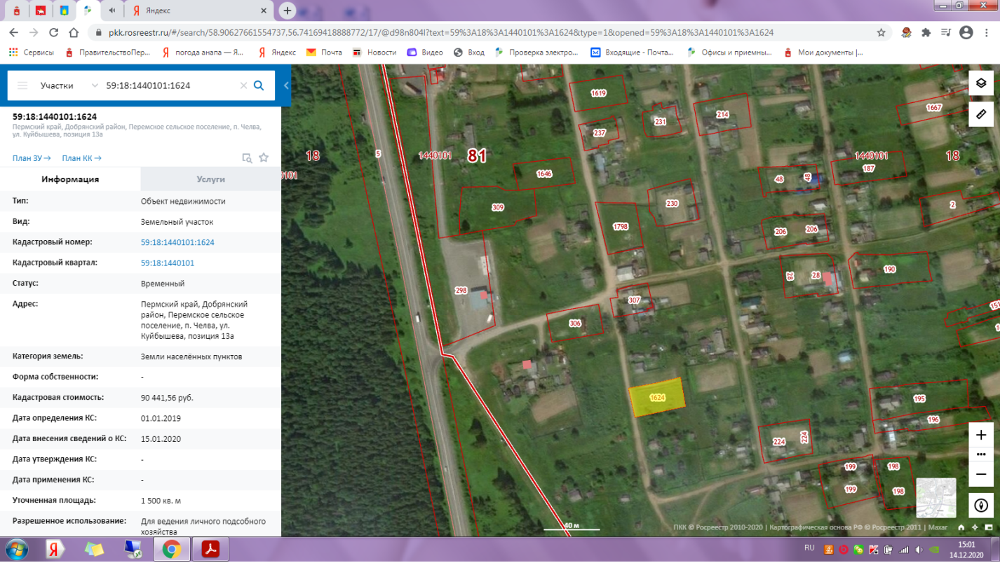 Яндекс
pkk.rosreestr.ru/#/search/58.90627661554737,56.74169418888772/17/@d98n804l?text=59%3A18%3A1440101%3A1624&type=1&opened=59%3A18%3A1440101%3A1624
Сервисы ПравительствоПер... погода анапа — Я... Яндекс Почта Новости Видео Вход Проверка электро... Входящие - Почта... Офисы и приемны... Мои документы |...
Участки 59:18:1440101:1624
59:18:1440101:1624
Пермский край, Добрянский район, Перемское сельское поселение, п. Челва,
ул. Куйбышева, позиция 13а
План ЗУ → План КК →
Информация Услуги
Тип: Объект недвижимости
Вид: Земельный участок
Кадастровый номер: 59:18:1440101:1624
Кадастровый квартал: 59:18:1440101
Статус: Временный
Адрес: Пермский край, Добрянский
район, Перемское сельское
поселение, п. Челва, ул.
Куйбышева, позиция 13а
Категория земель: Земли населённых пунктов
Форма собственности: -
Кадастровая стоимость: 90 441,56 руб.
Дата определения КС: 01.01.2019
Дата внесения сведений о КС: 15.01.2020
Дата утверждения КС: -
Дата применения КС: -
Уточненная площадь: 1 500 кв. м
Разрешенное использование: Для ведения личного подсобного
хозяйства
1619
1667
214
231
237
18
5
1440101
81
1440101
18
187
0101
1646
48
48
230
2
309
1798
206
206
190
28
28
298
307
151
306
1624
195
196
224
224
199
198
199
198
40 м
ПКК © Росреестр 2010-2020 | Картографическая основа РФ © Росреестр 2011 | Maxar
RU
15:01
14.12.2020